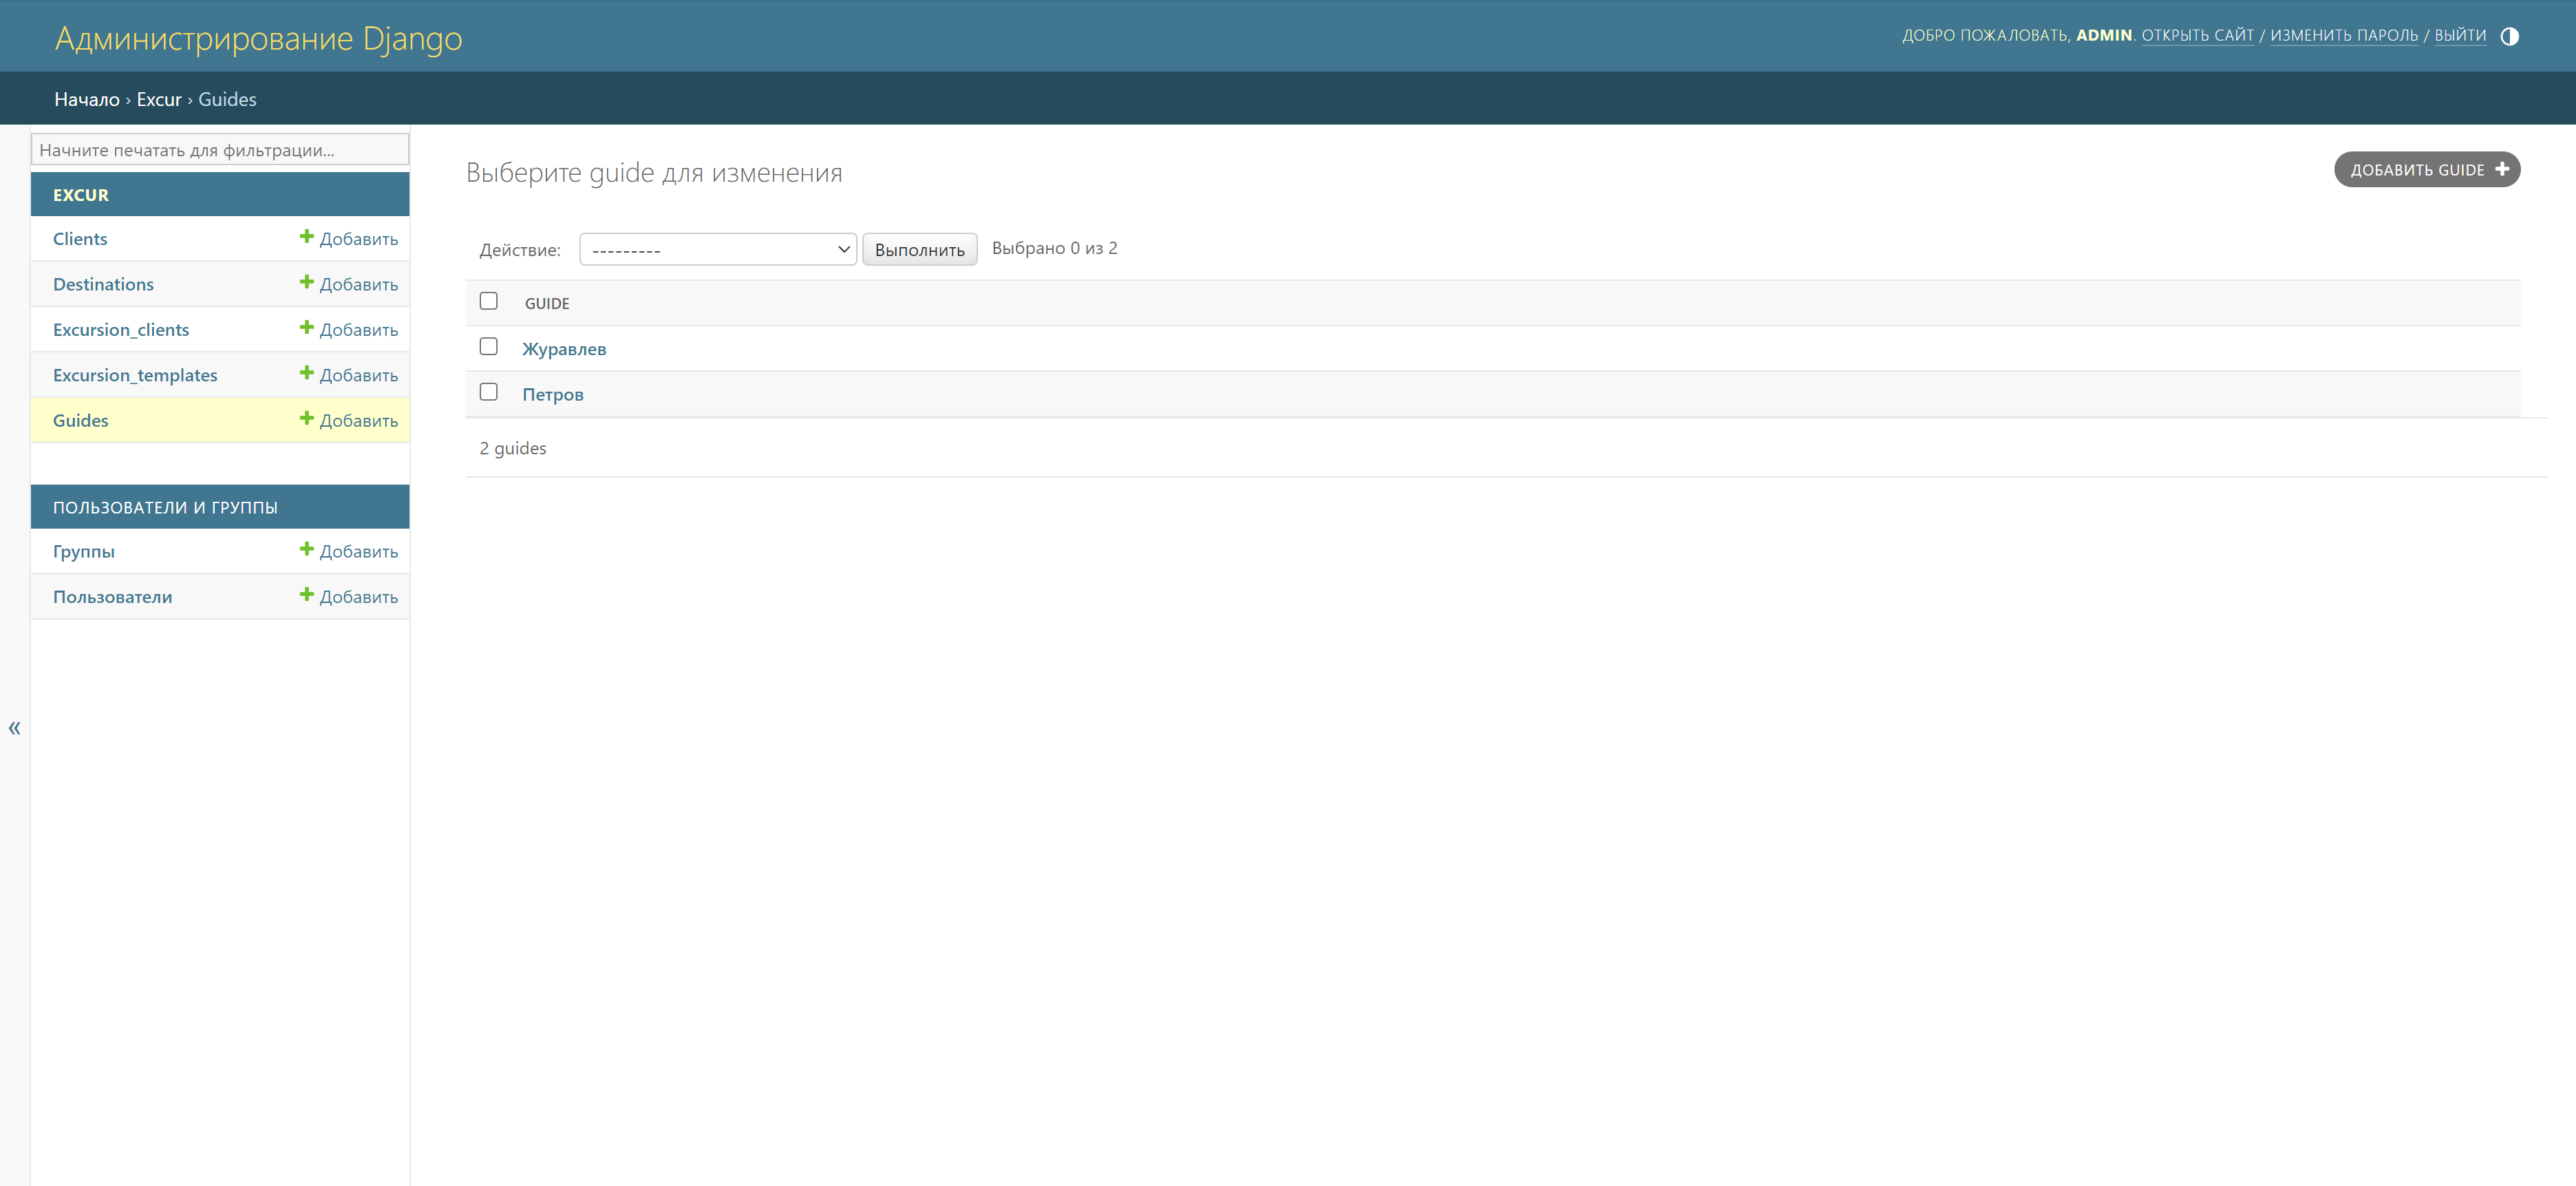 Администрирование Django
ДОБРО ПОЖАЛОВАТЬ, ADMIN. ОТКРЫТЬ САЙТ / ИЗМЕНИТЬ ПАРОЛЬ / ВЫЙТИ
Начало › Excur › Guides
Начните печатать для фильтрации...
EXCUR
Clients Добавить
Destinations Добавить
Excursion_clients Добавить
Excursion_templates Добавить
Guides Добавить
ПОЛЬЗОВАТЕЛИ И ГРУППЫ
Группы Добавить
Пользователи Добавить
«
Выберите guide для изменения
ДОБАВИТЬ GUIDE
Действие: --------- Выполнить Выбрано 0 из 2
GUIDE
Журавлев
Петров
2 guides